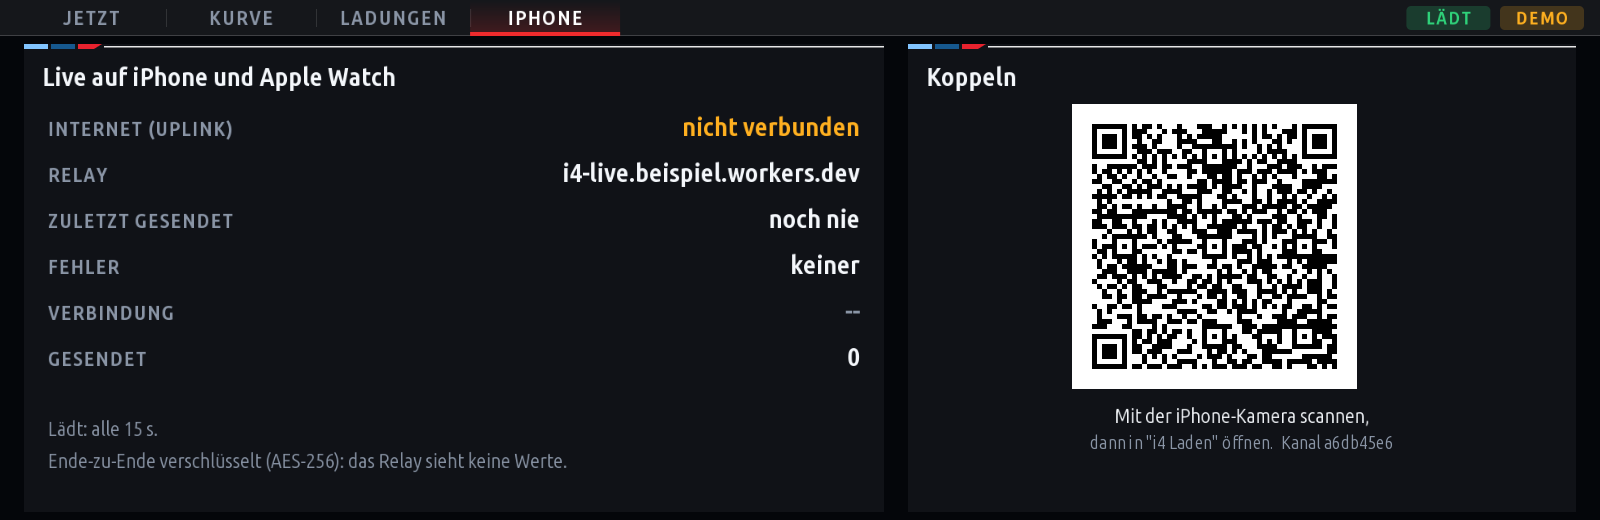 JETZT KURVE LADUNGEN IPHONE LÄDT DEMO
Live auf iPhone und Apple Watch
INTERNET (UPLINK) nicht verbunden
RELAY i4-live.beispiel.workers.dev
ZULETZT GESENDET noch nie
FEHLER keiner
VERBINDUNG --
GESENDET 0
Lädt: alle 15 s.
Ende-zu-Ende verschlüsselt (AES-256): das Relay sieht keine Werte.
Koppeln
Mit der iPhone-Kamera scannen,
dann in "i4 Laden" öffnen. Kanal a6db45e6